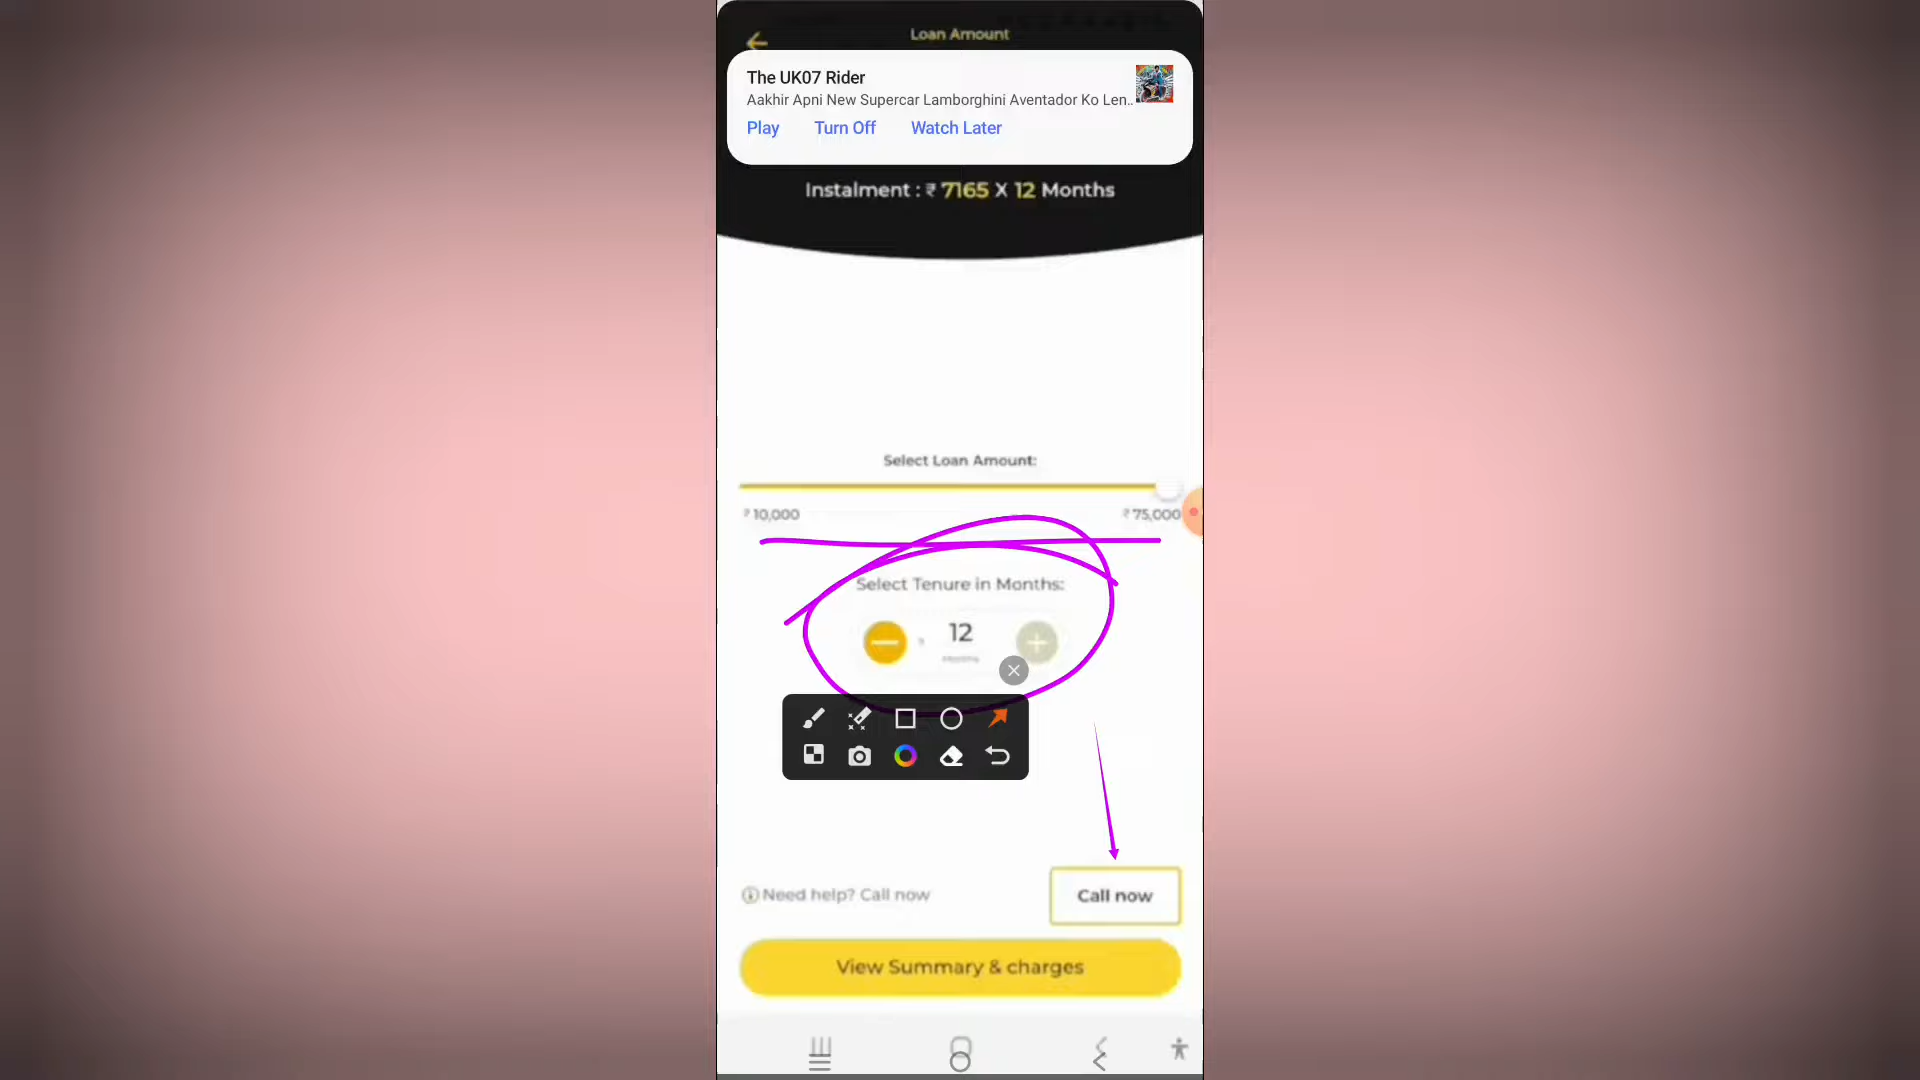 Loan Amount
The UK07 Rider
Aakhir Apni New Supercar Lamborghini Aventador Ko Len..
Play Turn Off Watch Later
Instalment : ₹ 7165 X 12 Months
Select Loan Amount:
₹ 10,000 ₹ 75,000
Select Tenure in Months:
12
Months
Need help? Call now
Call now
View Summary & charges